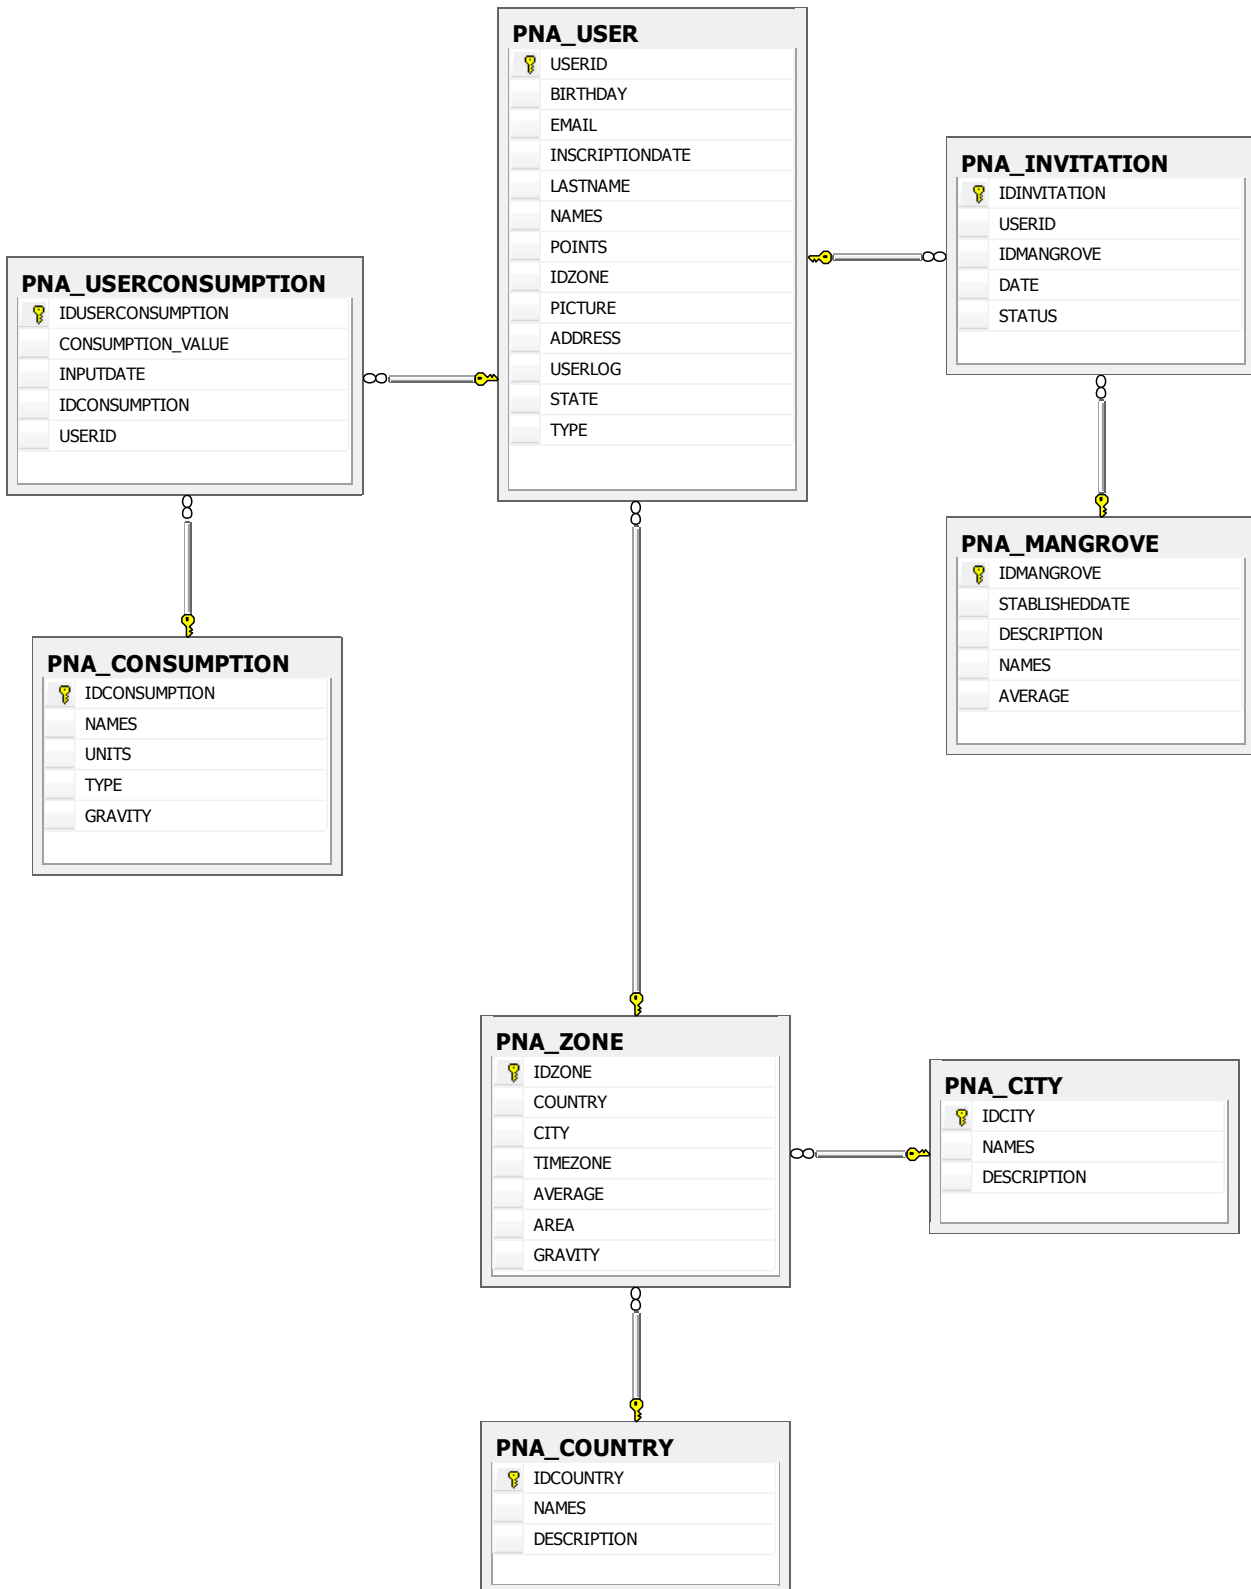 PNA_USER
USERID
BIRTHDAY
EMAIL
INSCRIPTIONDATE
LASTNAME
NAMES
POINTS
IDZONE
PICTURE
ADDRESS
USERLOG
STATE
TYPE
PNA_INVITATION
IDINVITATION
USERID
IDMANGROVE
DATE
STATUS
PNA_USERCONSUMPTION
IDUSERCONSUMPTION
CONSUMPTION_VALUE
INPUTDATE
IDCONSUMPTION
USERID
PNA_MANGROVE
IDMANGROVE
STABLISHEDDATE
DESCRIPTION
NAMES
AVERAGE
PNA_CONSUMPTION
IDCONSUMPTION
NAMES
UNITS
TYPE
GRAVITY
PNA_ZONE
IDZONE
COUNTRY
CITY
TIMEZONE
AVERAGE
AREA
GRAVITY
PNA_CITY
IDCITY
NAMES
DESCRIPTION
PNA_COUNTRY
IDCOUNTRY
NAMES
DESCRIPTION